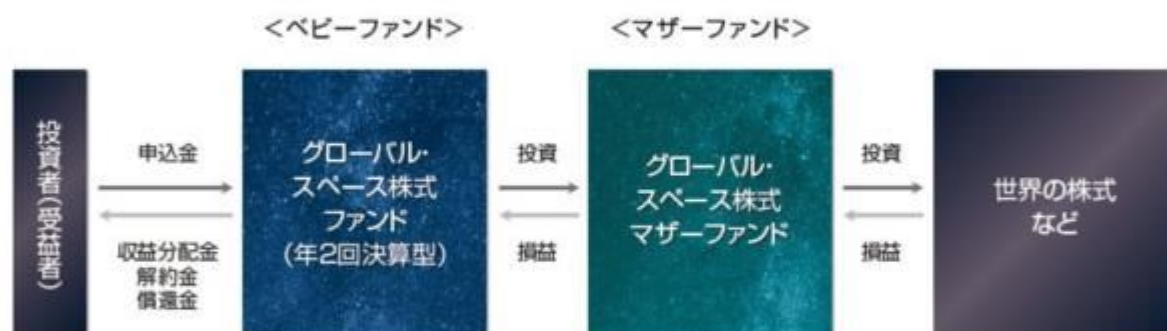 <ベビーファンド>
<マザーファンド>
投資者(受益者)
申込金
収益分配金
解約金
償還金
グローバル・
スペース株式
ファンド
(年2回決算型)
投資
損益
グローバル・
スペース株式
マザーファンド
投資
損益
世界の株式
など